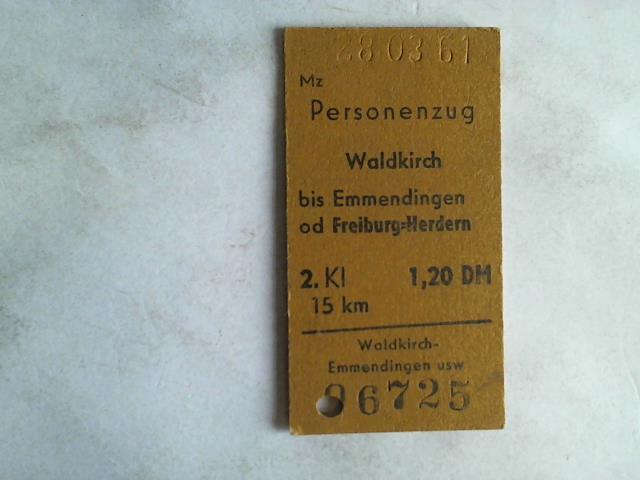 28 03 61
Mz
Personenzug
Waldkirch
bis Emmendingen
od Freiburg=Herdern
2. Kl 1,20 DM
15 km
Waldkirch-
Emmendingen usw
6725